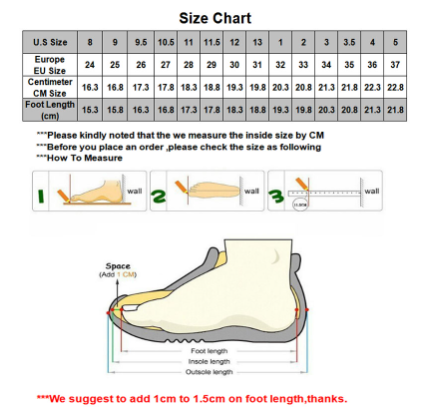 Size Chart
U.S Size 8 9 9.5 10.5 11 11.5 12 13 1 2 3 3.5 4 5
Europe
EU Size 24 25 26 27 28 29 30 31 32 33 34 35 36 37
Centimeter
CM Size 16.3 16.8 17.3 17.8 18.3 18.8 19.3 19.8 20.3 20.8 21.3 21.8 22.3 22.8
Foot Length
(cm) 15.3 15.8 16.3 16.8 17.3 17.8 18.3 18.8 19.3 19.8 20.3 20.8 21.3 21.8
***Please kindly noted that the we measure the inside size by CM
***Before you place an order ,please check the size as following
***How To Measure
1 wall 2 wall 3 wall
Space
(Add 1 CM)
Foot length
Insole length
Outsole length
***We suggest to add 1cm to 1.5cm on foot length,thanks.